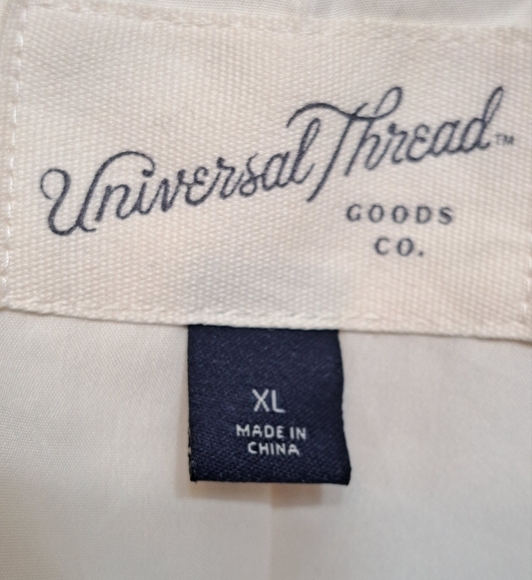 Universal Thread™
GOODS
CO.
XL
MADE IN
CHINA